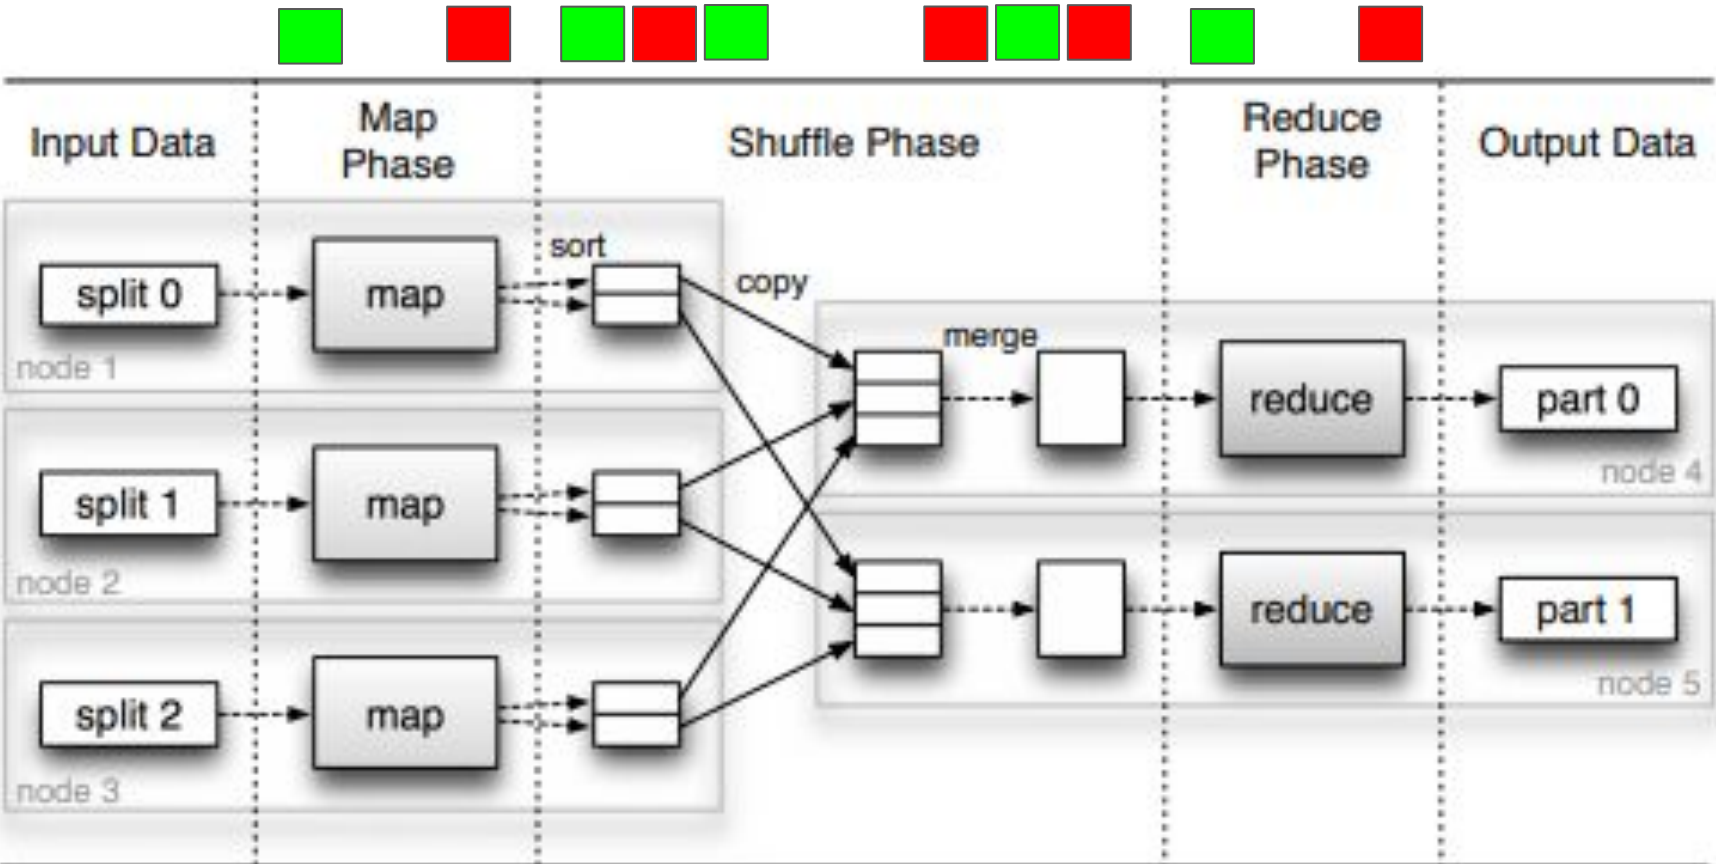 Input Data
Map
Phase
Shuffle Phase
Reduce
Phase
Output Data
split 0
map
sort
copy
node 1
merge
reduce
part 0
node 4
split 1
map
node 2
reduce
part 1
node 5
split 2
map
node 3